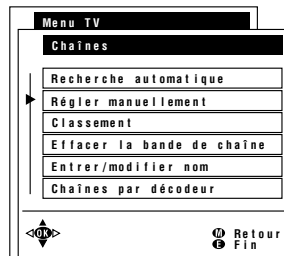 Menu TV
Chaînes
Recherche automatique
Régler manuellement
Classement
Effacer la bande de chaîne
Entrer/modifier nom
Chaînes par décodeur
OK
M Retour
E Fin